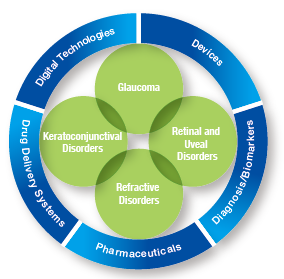 Digital Technologies
Devices
Glaucoma
Keratoconjunctival
Disorders
Retinal and
Uveal
Disorders
Refractive
Disorders
Drug Delivery Systems
Diagnosis/Biomarkers
Pharmaceuticals